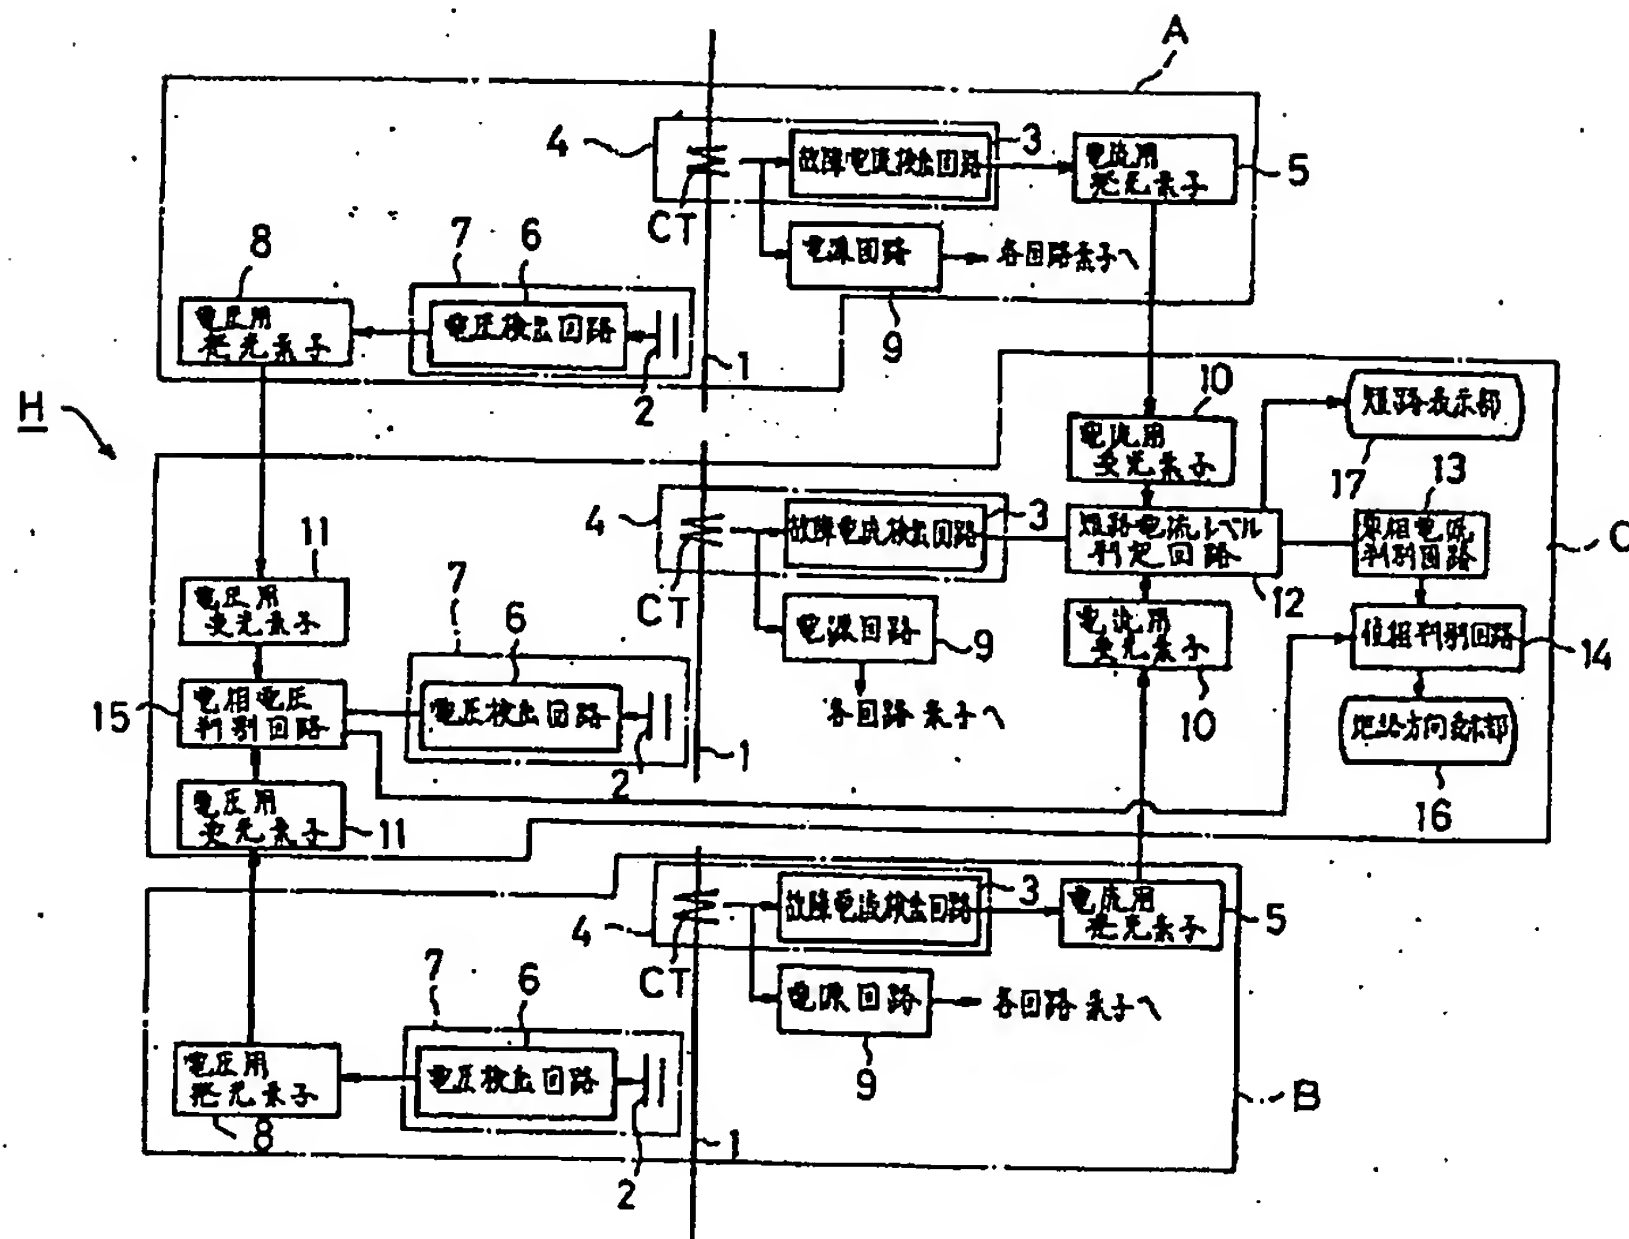 A
4
故障電流検出回路
3
電流用
発光素子
5
CT
電源回路
各回路素子へ
9
8
7
6
電圧用
発光素子
電圧検出回路
2
1
H
10
電流用
受光素子
短絡表示部
17
13
4
故障電流検出回路
3
短絡電流レベル
判定回路
12
判別回路
C
CT
11
電圧用
受光素子
7
6
電源回路
9
電流用
受光素子
10
判別回路
14
15
電圧
判別回路
電圧検出回路
各回路素子へ
2
1
地絡方向表示部
16
電圧用
受光素子
11
4
故障電流検出回路
3
電流用
発光素子
5
CT
7
6
電源回路
各回路素子へ
9
電圧用
発光素子
8
電圧検出回路
2
1
B